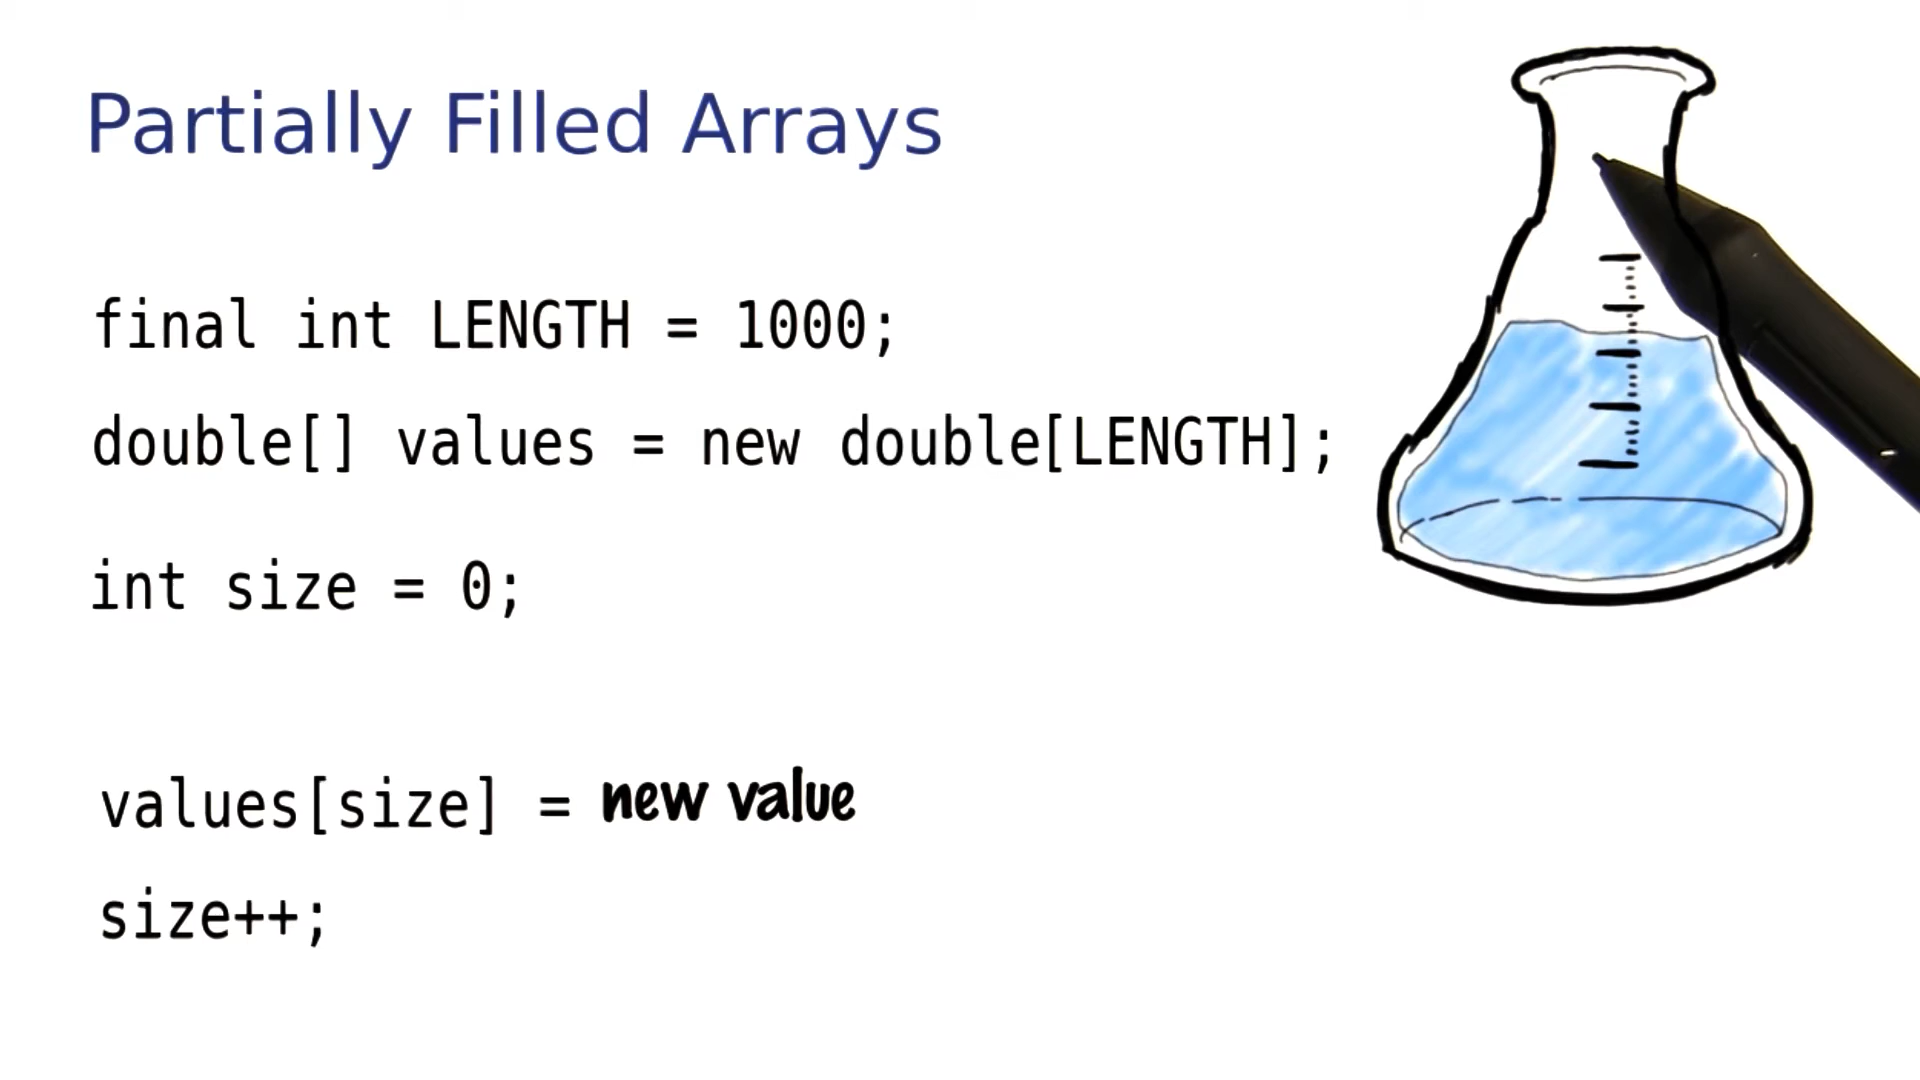 Partially Filled Arrays
final int LENGTH = 1000;
double[] values = new double[LENGTH];
int size = 0;
values[size] = new value
size++;